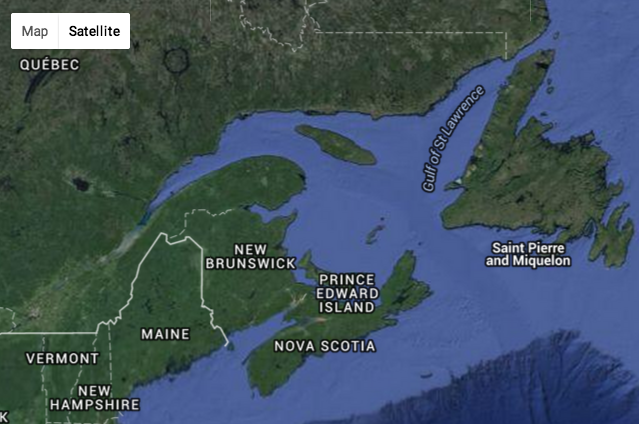 Map Satellite
QUÉBEC
Gulf of St Lawrence
NEW
BRUNSWICK
Saint Pierre
and Miquelon
PRINCE
EDWARD
ISLAND
MAINE
NOVA SCOTIA
VERMONT
NEW
HAMPSHIRE
K